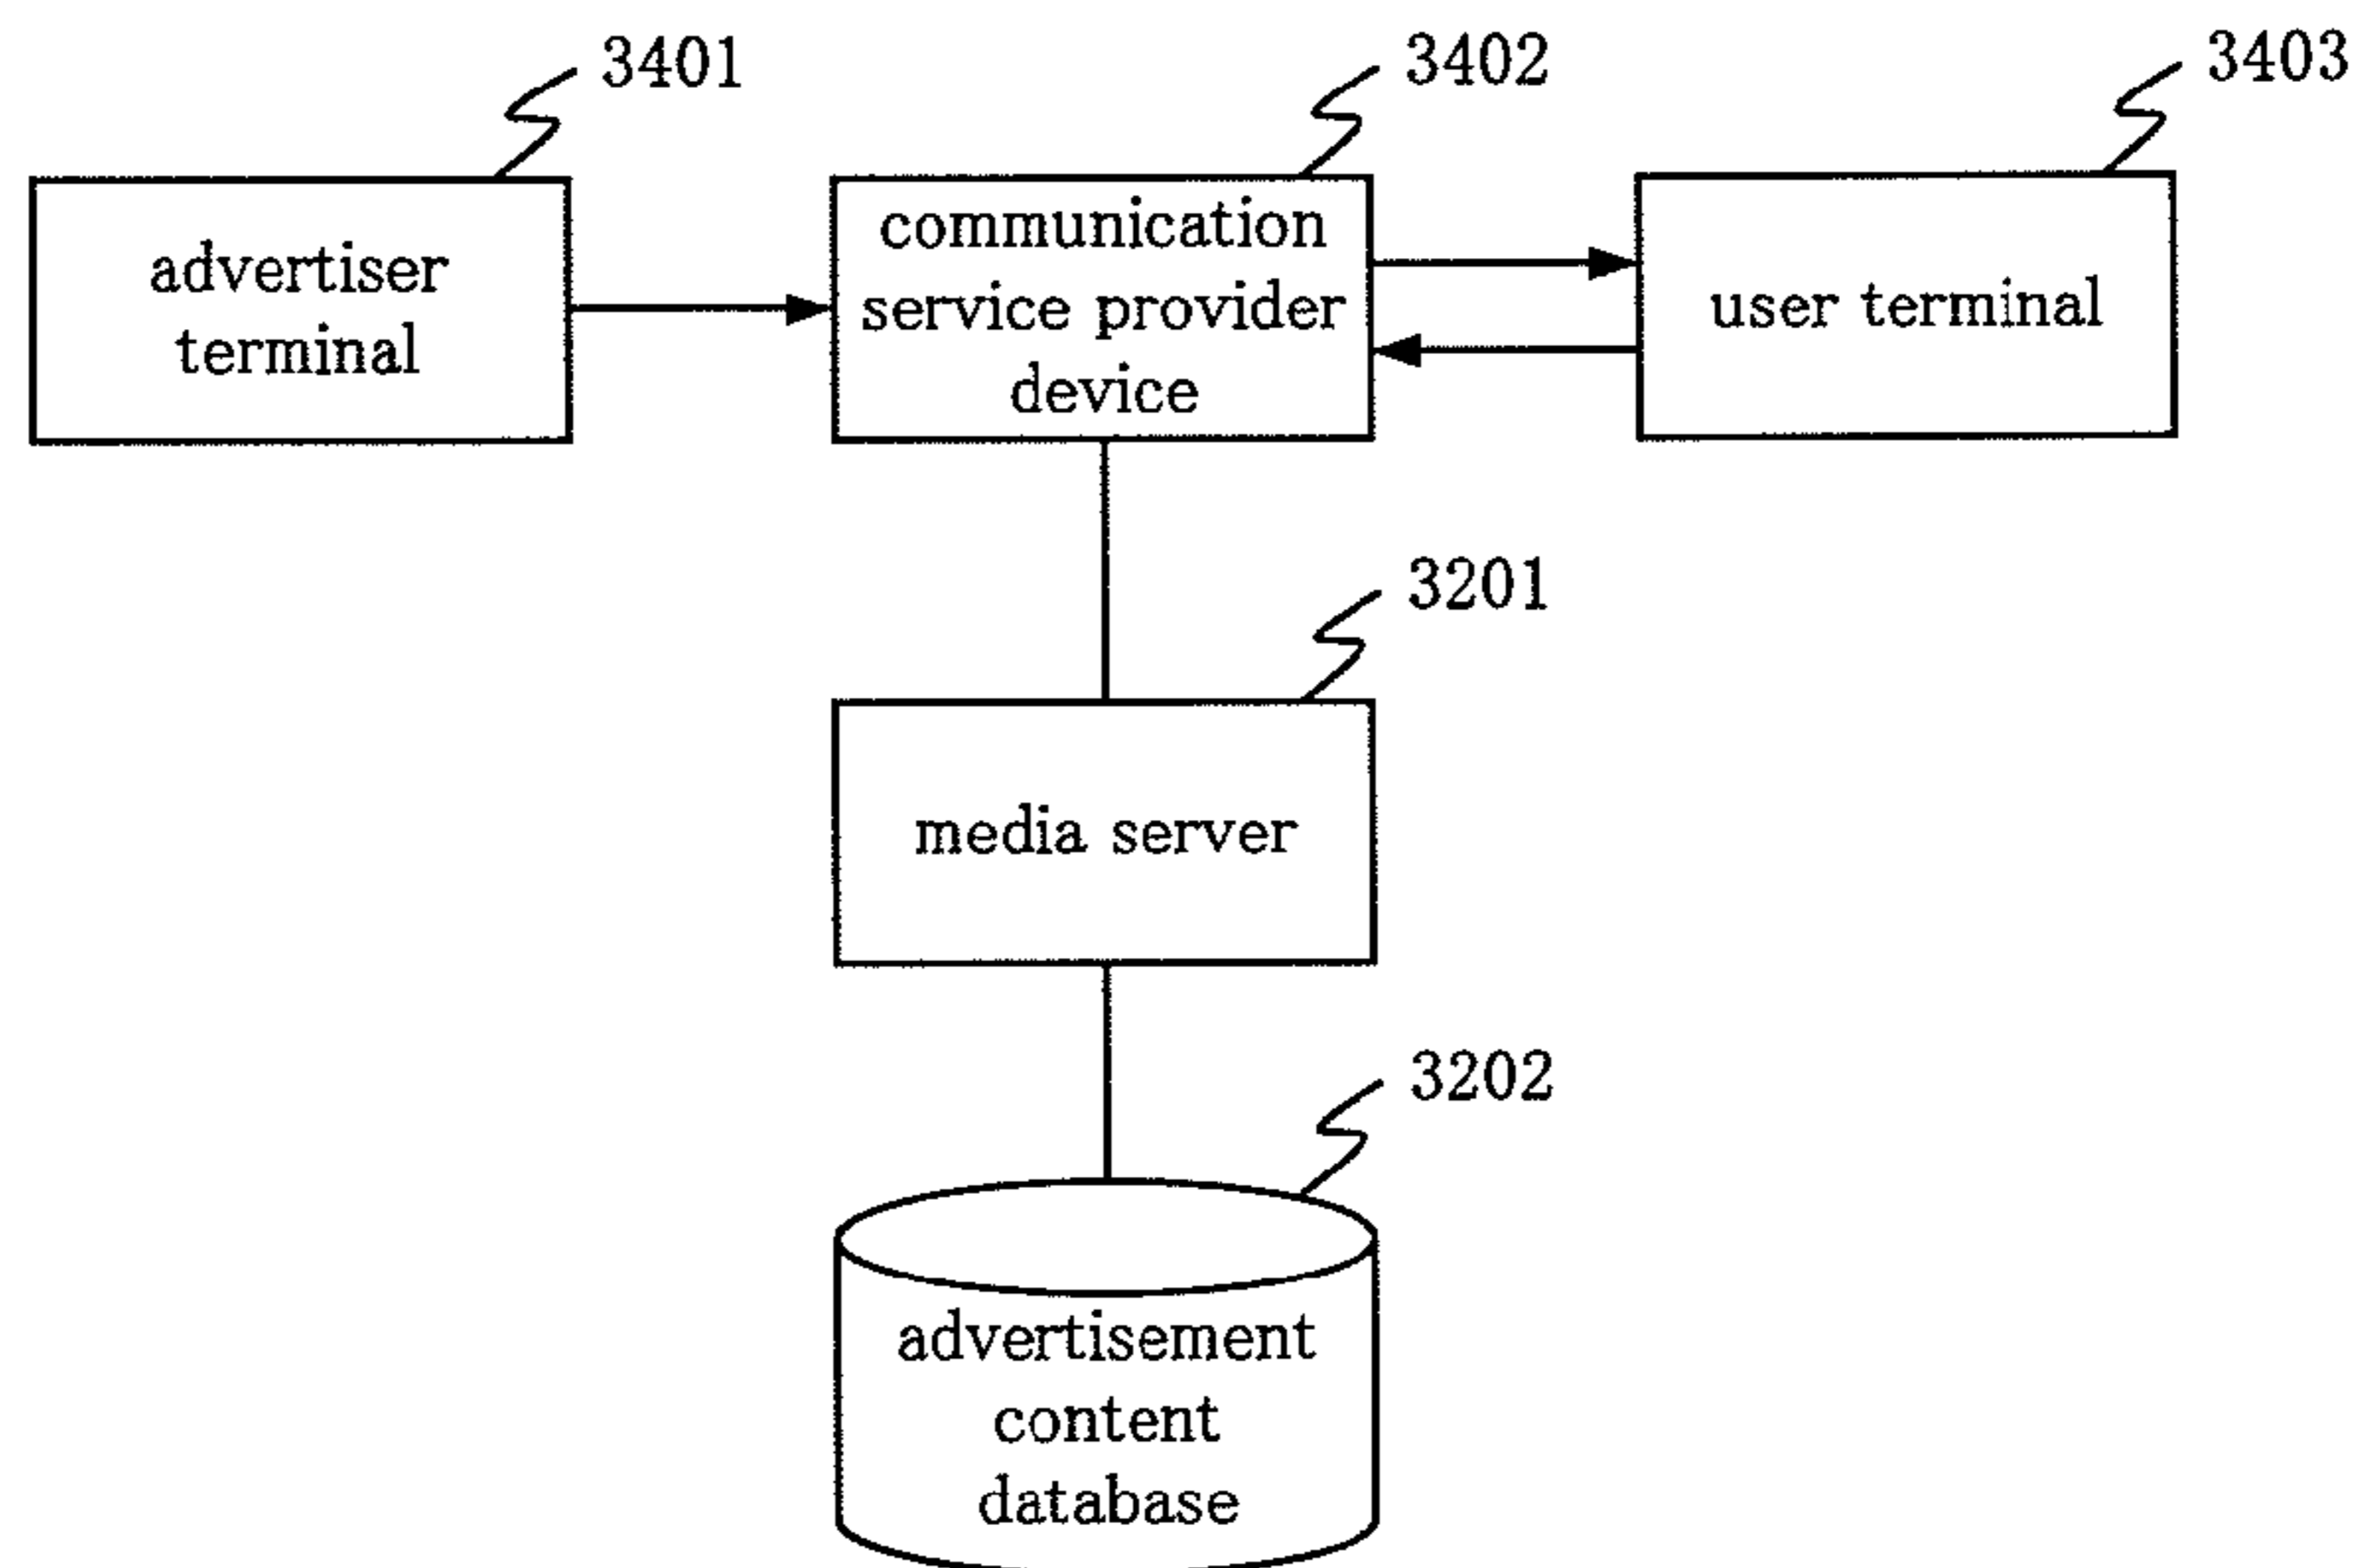 3401
3402
3403
advertiser
terminal
communication
service provider
device
user terminal
3201
media server
3202
advertisement
content
database